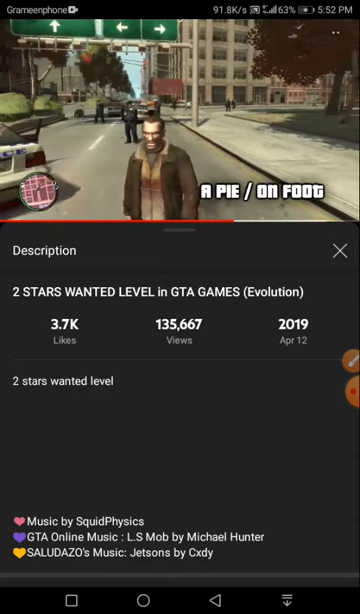 Grameenphone 91.8K/s 63% 5:52 PM
A PIE / ON FOOT
Description
2 STARS WANTED LEVEL in GTA GAMES (Evolution)
3.7K 135,667 2019
Likes Views Apr 12
2 stars wanted level
Music by SquidPhysics
GTA Online Music : L.S Mob by Michael Hunter
SALUDAZO's Music: Jetsons by Cxdy